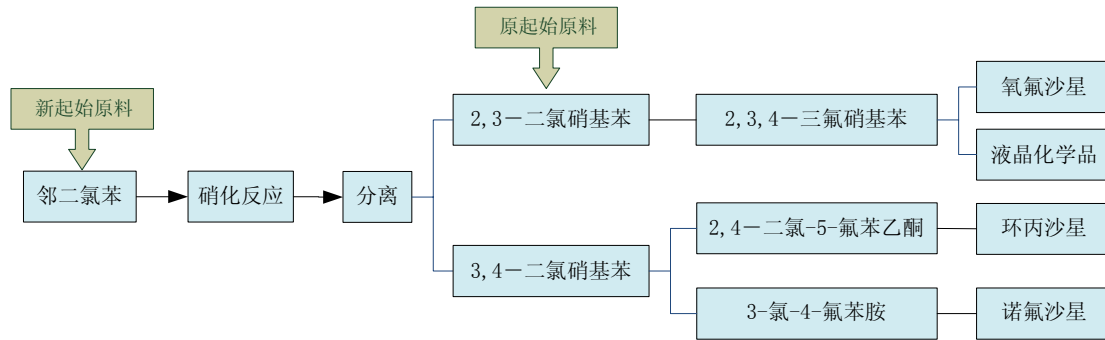 原起始原料
新起始原料
2,3－二氯硝基苯
2,3,4－三氟硝基苯
氧氟沙星
液晶化学品
邻二氯苯
硝化反应
分离
2,4－二氯-5-氟苯乙酮
环丙沙星
3,4－二氯硝基苯
3-氯-4-氟苯胺
诺氟沙星